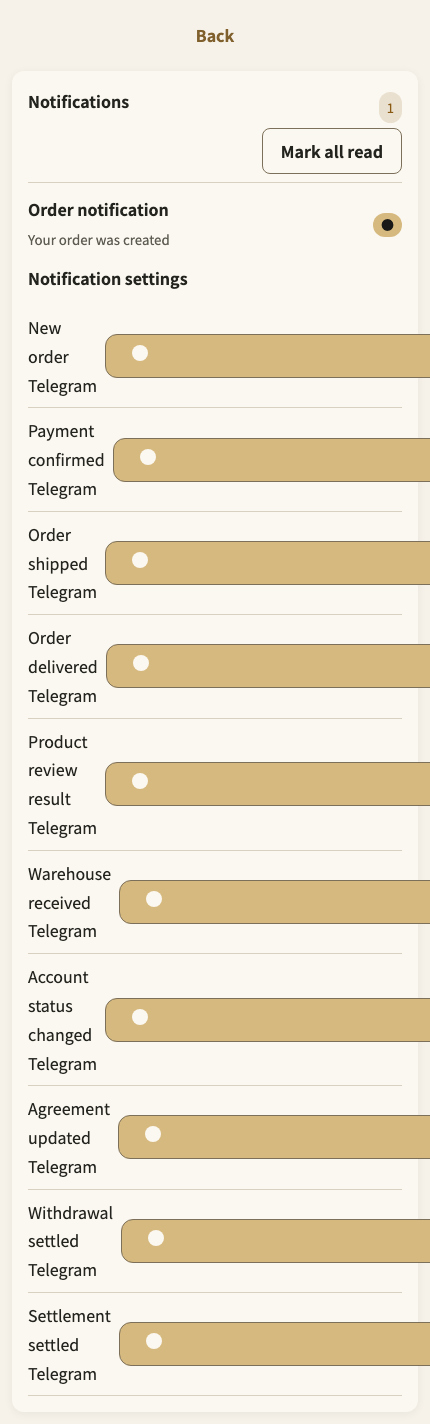 Back
Notifications
1
Mark all read
Order notification
Your order was created
Notification settings
New
order
Telegram
Payment
confirmed
Telegram
Order
shipped
Telegram
Order
delivered
Telegram
Product
review
result
Telegram
Warehouse
received
Telegram
Account
status
changed
Telegram
Agreement
updated
Telegram
Withdrawal
settled
Telegram
Settlement
settled
Telegram